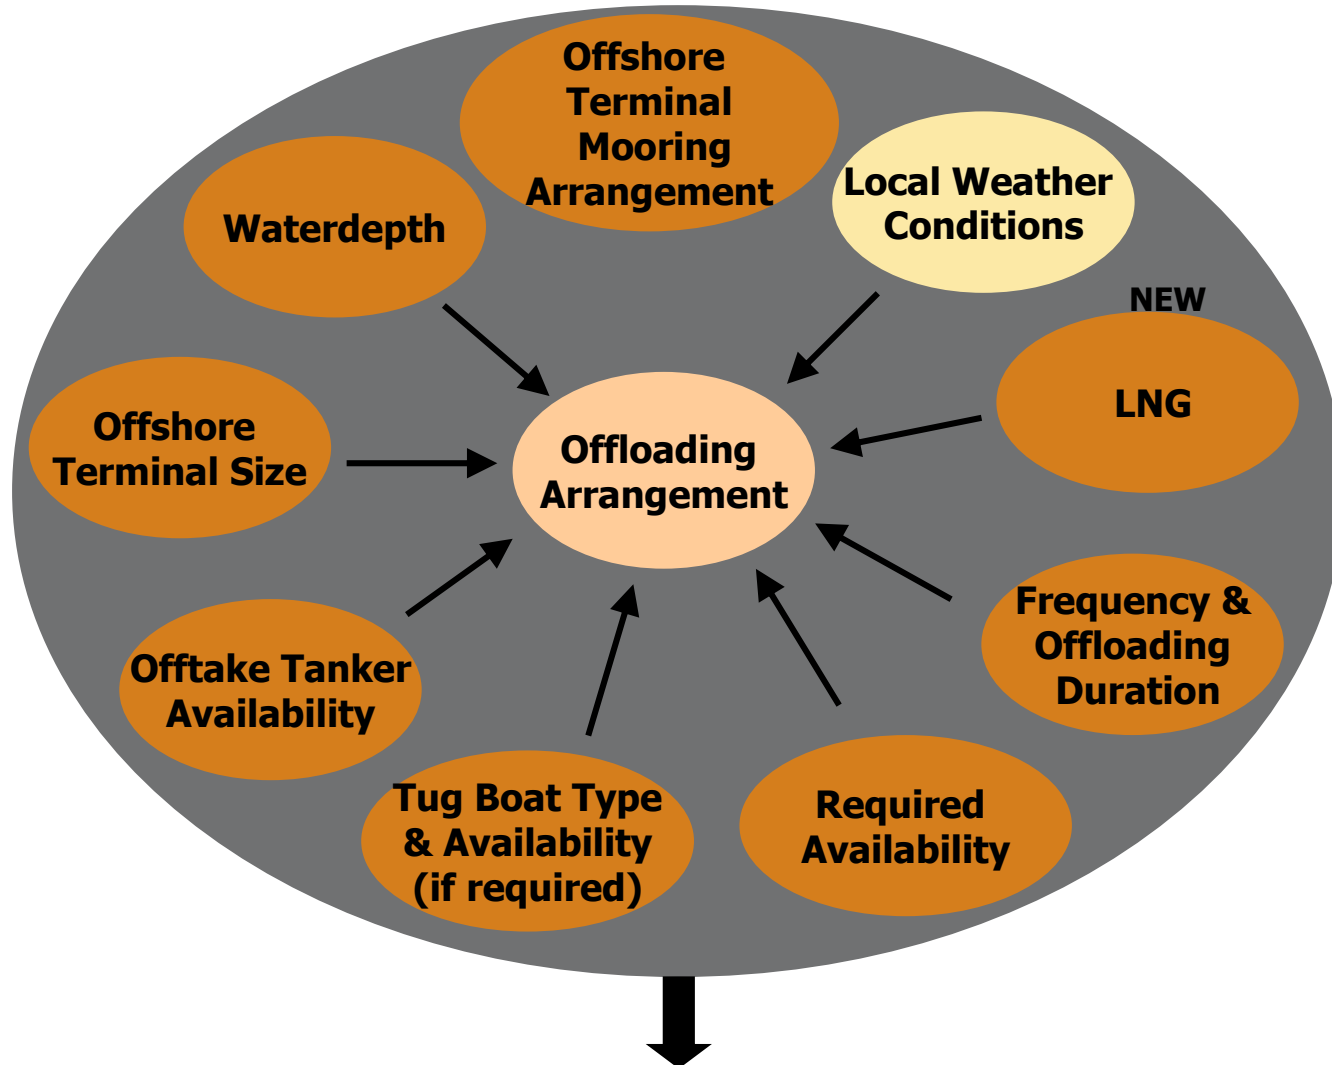 Offshore
Terminal
Mooring
Arrangement
Local Weather
Conditions
Waterdepth
NEW
LNG
Offshore
Terminal Size
Offloading
Arrangement
Frequency &
Offloading
Duration
Offtake Tanker
Availability
Tug Boat Type
& Availability
(if required)
Required
Availability